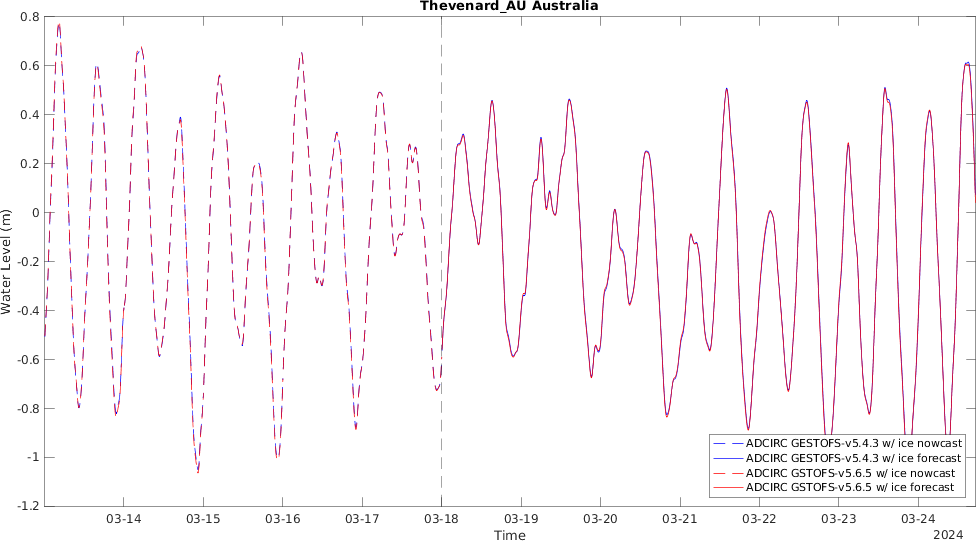 Thevenard_AU Australia
Water Level (m)
0.8
0.6
0.4
0.2
0
-0.2
-0.4
-0.6
-0.8
-1
-1.2
ADCIRC GESTOFS-v5.4.3 w/ ice nowcast
ADCIRC GESTOFS-v5.4.3 w/ ice forecast
ADCIRC GSTOFS-v5.6.5 w/ ice nowcast
ADCIRC GSTOFS-v5.6.5 w/ ice forecast
03-14 03-15 03-16 03-17 03-18 03-19 03-20 03-21 03-22 03-23 03-24
Time
2024